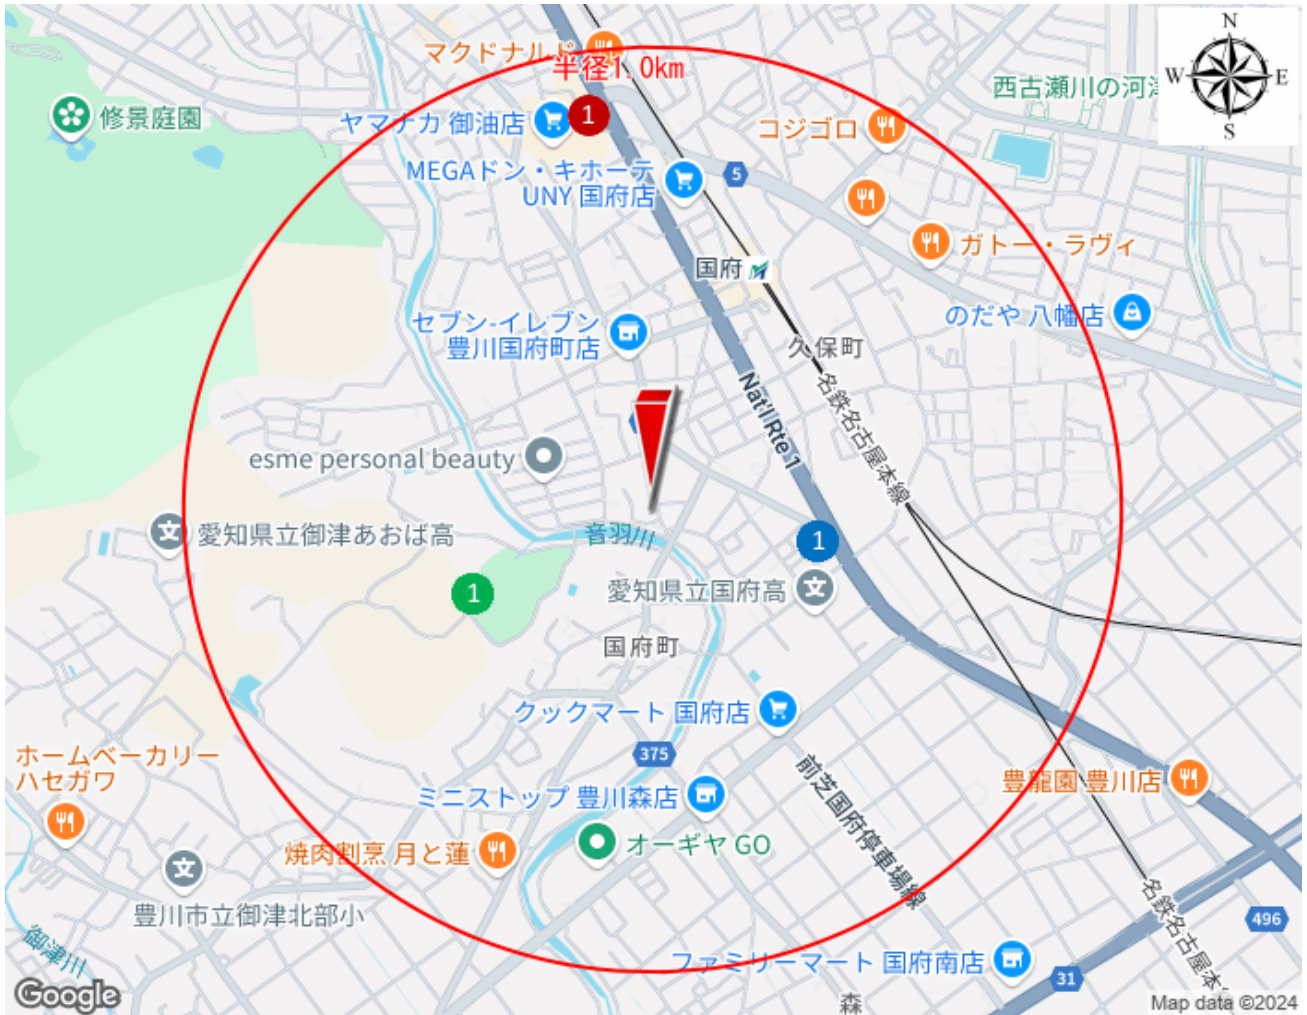 マクドナルド
半径1.0km
N
W
E
S
修景庭園
ヤマナカ 御油店
1
コジゴロ
西古瀬川の河津
MEGAドン・キホーテ
UNY 国府店
5
国府
ガトー・ラヴィ
セブン-イレブン
豊川国府町店
のだや 八幡店
久保町
Nat'l Rte 1
名鉄名古屋本線
esme personal beauty
愛知県立御津あおば高
音羽川
1
1
愛知県立国府高
国府町
クックマート 国府店
375
ホームベーカリー
ハセガワ
ミニストップ 豊川森店
前芝国府停車場線
豊龍園 豊川店
焼肉割烹 月と蓮
オーギヤ GO
豊川市立御津北部小
御津川
名鉄名古屋本
496
ファミリーマート 国府南店
31
森
Google
Map data ©2024